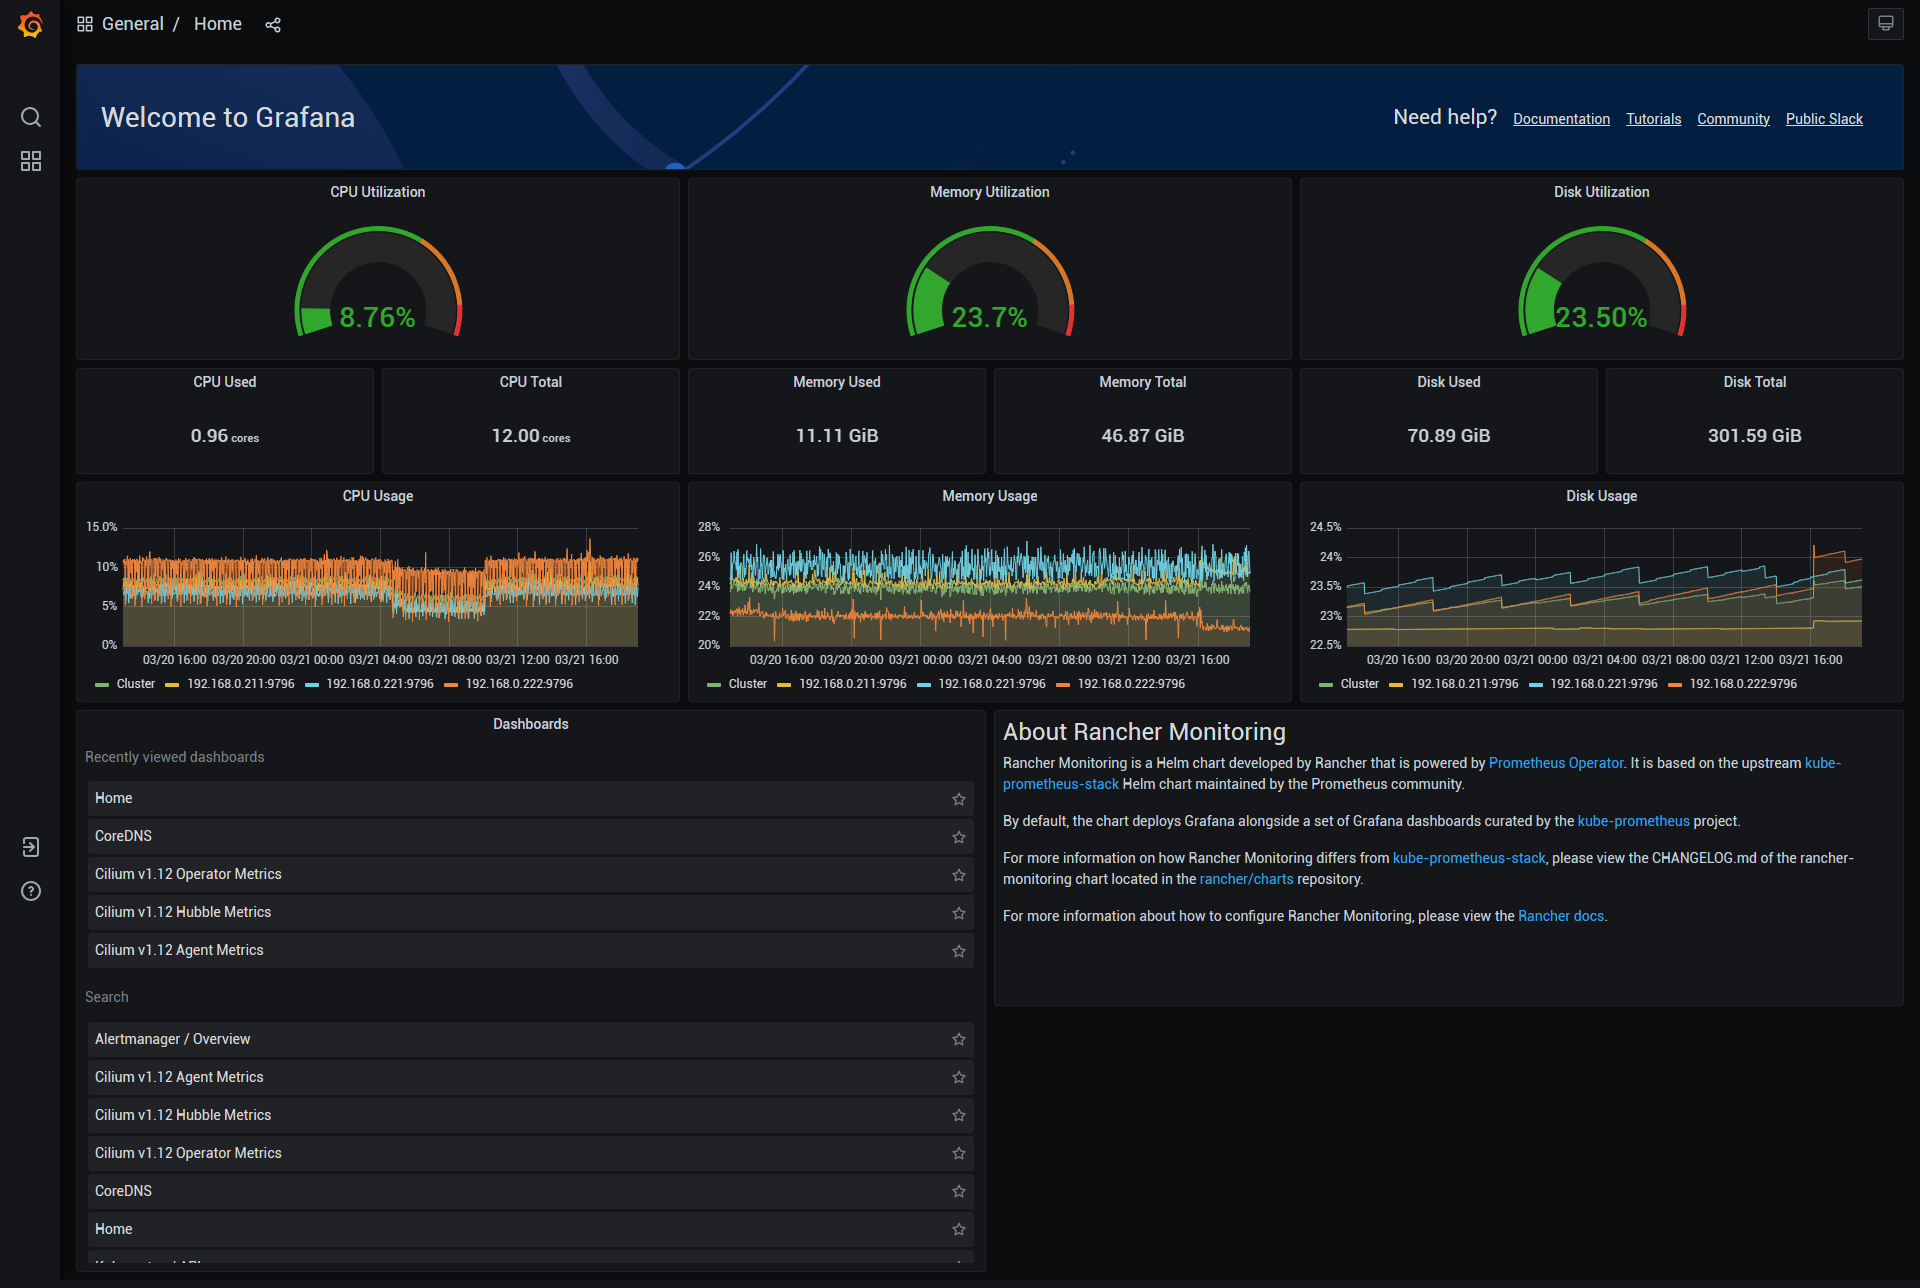 General / Home
Welcome to Grafana
Need help? Documentation Tutorials Community Public Slack
CPU Utilization
8.76%
Memory Utilization
23.7%
Disk Utilization
23.50%
CPU Used
0.96 cores
CPU Total
12.00 cores
Memory Used
11.11 GiB
Memory Total
46.87 GiB
Disk Used
70.89 GiB
Disk Total
301.59 GiB
CPU Usage
15.0%
10%
5%
0%
03/20 16:00 03/20 20:00 03/21 00:00 03/21 04:00 03/21 08:00 03/21 12:00 03/21 16:00
Cluster 192.168.0.211:9796 192.168.0.221:9796 192.168.0.222:9796
Memory Usage
28%
26%
24%
22%
20%
03/20 16:00 03/20 20:00 03/21 00:00 03/21 04:00 03/21 08:00 03/21 12:00 03/21 16:00
Cluster 192.168.0.211:9796 192.168.0.221:9796 192.168.0.222:9796
Disk Usage
24.5%
24%
23.5%
23%
22.5%
03/20 16:00 03/20 20:00 03/21 00:00 03/21 04:00 03/21 08:00 03/21 12:00 03/21 16:00
Cluster 192.168.0.211:9796 192.168.0.221:9796 192.168.0.222:9796
Dashboards
Recently viewed dashboards
Home
CoreDNS
Cilium v1.12 Operator Metrics
Cilium v1.12 Hubble Metrics
Cilium v1.12 Agent Metrics
Search
Alertmanager / Overview
Cilium v1.12 Agent Metrics
Cilium v1.12 Hubble Metrics
Cilium v1.12 Operator Metrics
CoreDNS
Home
About Rancher Monitoring
Rancher Monitoring is a Helm chart developed by Rancher that is powered by Prometheus Operator. It is based on the upstream kube-
prometheus-stack Helm chart maintained by the Prometheus community.
By default, the chart deploys Grafana alongside a set of Grafana dashboards curated by the kube-prometheus project.
For more information on how Rancher Monitoring differs from kube-prometheus-stack, please view the CHANGELOG.md of the rancher-
monitoring chart located in the rancher/charts repository.
For more information about how to configure Rancher Monitoring, please view the Rancher docs.